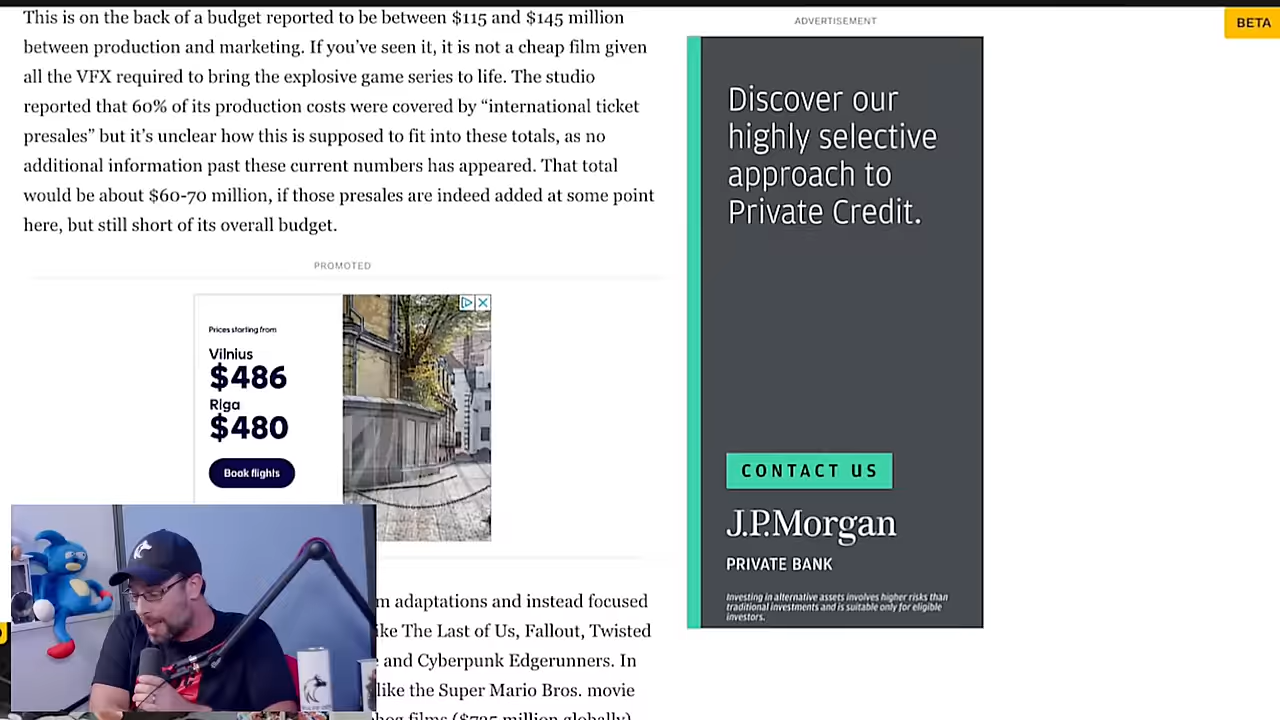 This is on the back of a budget reported to be between $115 and $145 million
between production and marketing. If you’ve seen it, it is not a cheap film given
all the VFX required to bring the explosive game series to life. The studio
reported that 60% of its production costs were covered by “international ticket
presales” but it’s unclear how this is supposed to fit into these totals, as no
additional information past these current numbers has appeared. That total
would be about $60-70 million, if those presales are indeed added at some point
here, but still short of its overall budget.
PROMOTED
Prices starting from
Vilnius
$486
Riga
$480
Book flights
m adaptations and instead focused
ike The Last of Us, Fallout, Twisted
and Cyberpunk Edgerunners. In
like the Super Mario Bros. movie
hog films ($725 million globally)
ADVERTISEMENT
BETA
Discover our
highly selective
approach to
Private Credit.
CONTACT US
J.P.Morgan
PRIVATE BANK
Investing in alternative assets involves higher risks than
traditional investments and is suitable only for eligible
investors.